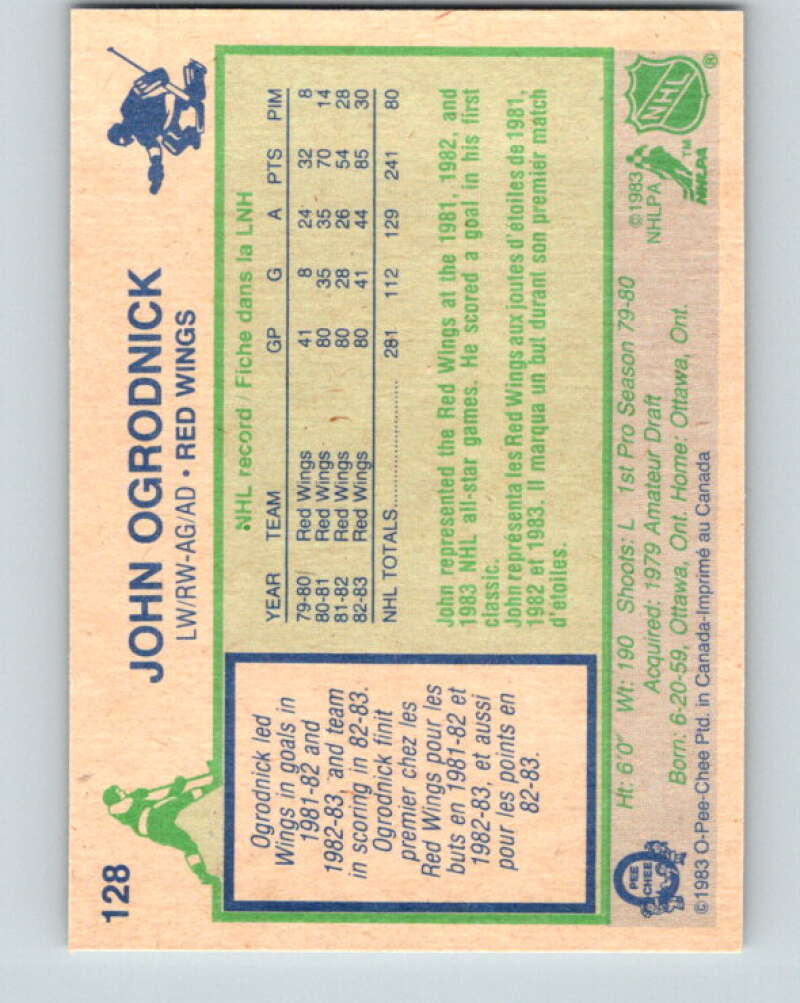 128
JOHN OGRODNICK
LW/RW-AG/AD • RED WINGS
Ogrodnick led
Wings in goals in
1981-82 and
1982-83, and team
in scoring in 82-83.
Ogrodnick finit
premier chez les
Red Wings pour les
buts en 1981-82 et
1982-83, et aussi
pour les points en
82-83.
•NHL record / Fiche dans la LNH
YEAR TEAM GP G A PTS PIM
79-80 Red Wings 41 8 24 32 8
80-81 Red Wings 80 35 35 70 14
81-82 Red Wings 80 28 26 54 28
82-83 Red Wings 80 41 44 85 30
NHL TOTALS.................... 281 112 129 241 80
John represented the Red Wings at the 1981, 1982, and
1983 NHL all-star games. He scored a goal in his first
classic.
John représenta les Red Wings aux joutes d'étoiles de 1981,
1982 et 1983. Il marqua un but durant son premier match
d'étoiles.
Ht: 6'0" Wt: 190 Shoots: L 1st Pro Season 79-80
Acquired: 1979 Amateur Draft
Born: 6-20-59, Ottawa, Ont. Home: Ottawa, Ont.
©1983 O-Pee-Chee Ptd. in Canada-Imprimé au Canada
O
PEE
CHEE
©1983
NHLPA
NHLPA
TM
NHL
®